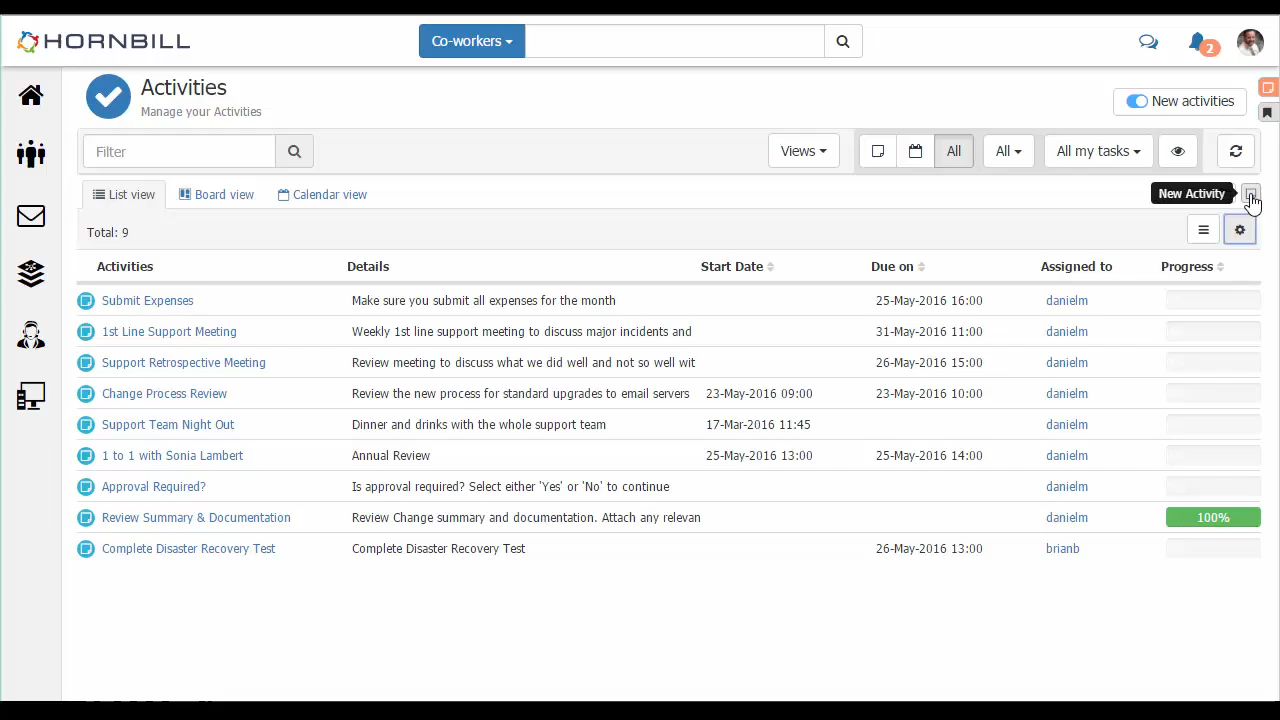 HORNBILL
Co-workers
2
Activities
Manage your Activities
New activities
Filter
Views
All
All
All my tasks
List view
Board view
Calendar view
New Activity
Total: 9
Activities Details Start Date Due on Assigned to Progress
Submit Expenses Make sure you submit all expenses for the month 25-May-2016 16:00 danielm
1st Line Support Meeting Weekly 1st line support meeting to discuss major incidents and 31-May-2016 11:00 danielm
Support Retrospective Meeting Review meeting to discuss what we did well and not so well wit 26-May-2016 15:00 danielm
Change Process Review Review the new process for standard upgrades to email servers 23-May-2016 09:00 23-May-2016 10:00 danielm
Support Team Night Out Dinner and drinks with the whole support team 17-Mar-2016 11:45 danielm
1 to 1 with Sonia Lambert Annual Review 25-May-2016 13:00 25-May-2016 14:00 danielm
Approval Required? Is approval required? Select either 'Yes' or 'No' to continue danielm
Review Summary & Documentation Review Change summary and documentation. Attach any relevan danielm 100%
Complete Disaster Recovery Test Complete Disaster Recovery Test 26-May-2016 13:00 brianb